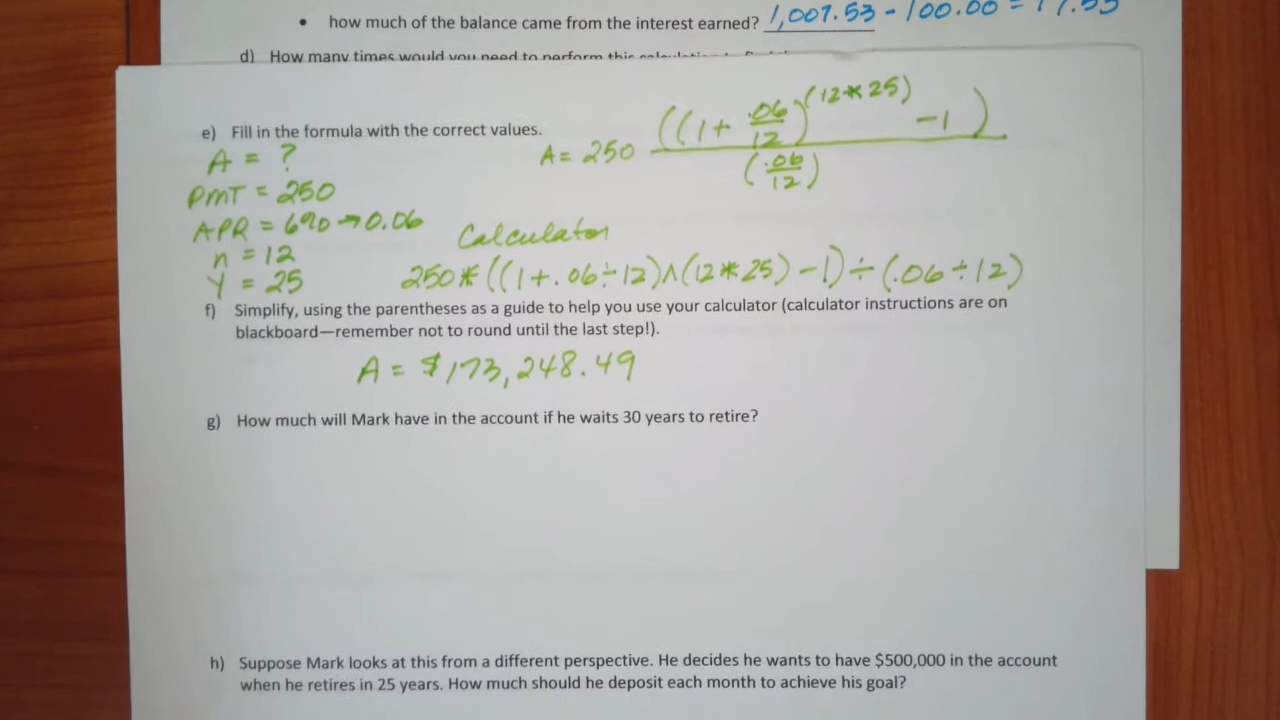 • how much of the balance came from the interest earned? 1,007.53 - 100.00 = 17.53
d) How many times would you need to perform this
e) Fill in the formula with the correct values.
A = ?
PMT = 250
APR = 6% → 0.06
n = 12
Y = 25
A = 250 ((1 + .06/12)^(12*25) - 1) / (.06/12)
Calculator
250 * ((1 + .06 ÷ 12) ^ (12 * 25) - 1) ÷ (.06 ÷ 12)
f) Simplify, using the parentheses as a guide to help you use your calculator (calculator instructions are on
blackboard—remember not to round until the last step!).
A = $173,248.49
g) How much will Mark have in the account if he waits 30 years to retire?
h) Suppose Mark looks at this from a different perspective. He decides he wants to have $500,000 in the account
when he retires in 25 years. How much should he deposit each month to achieve his goal?